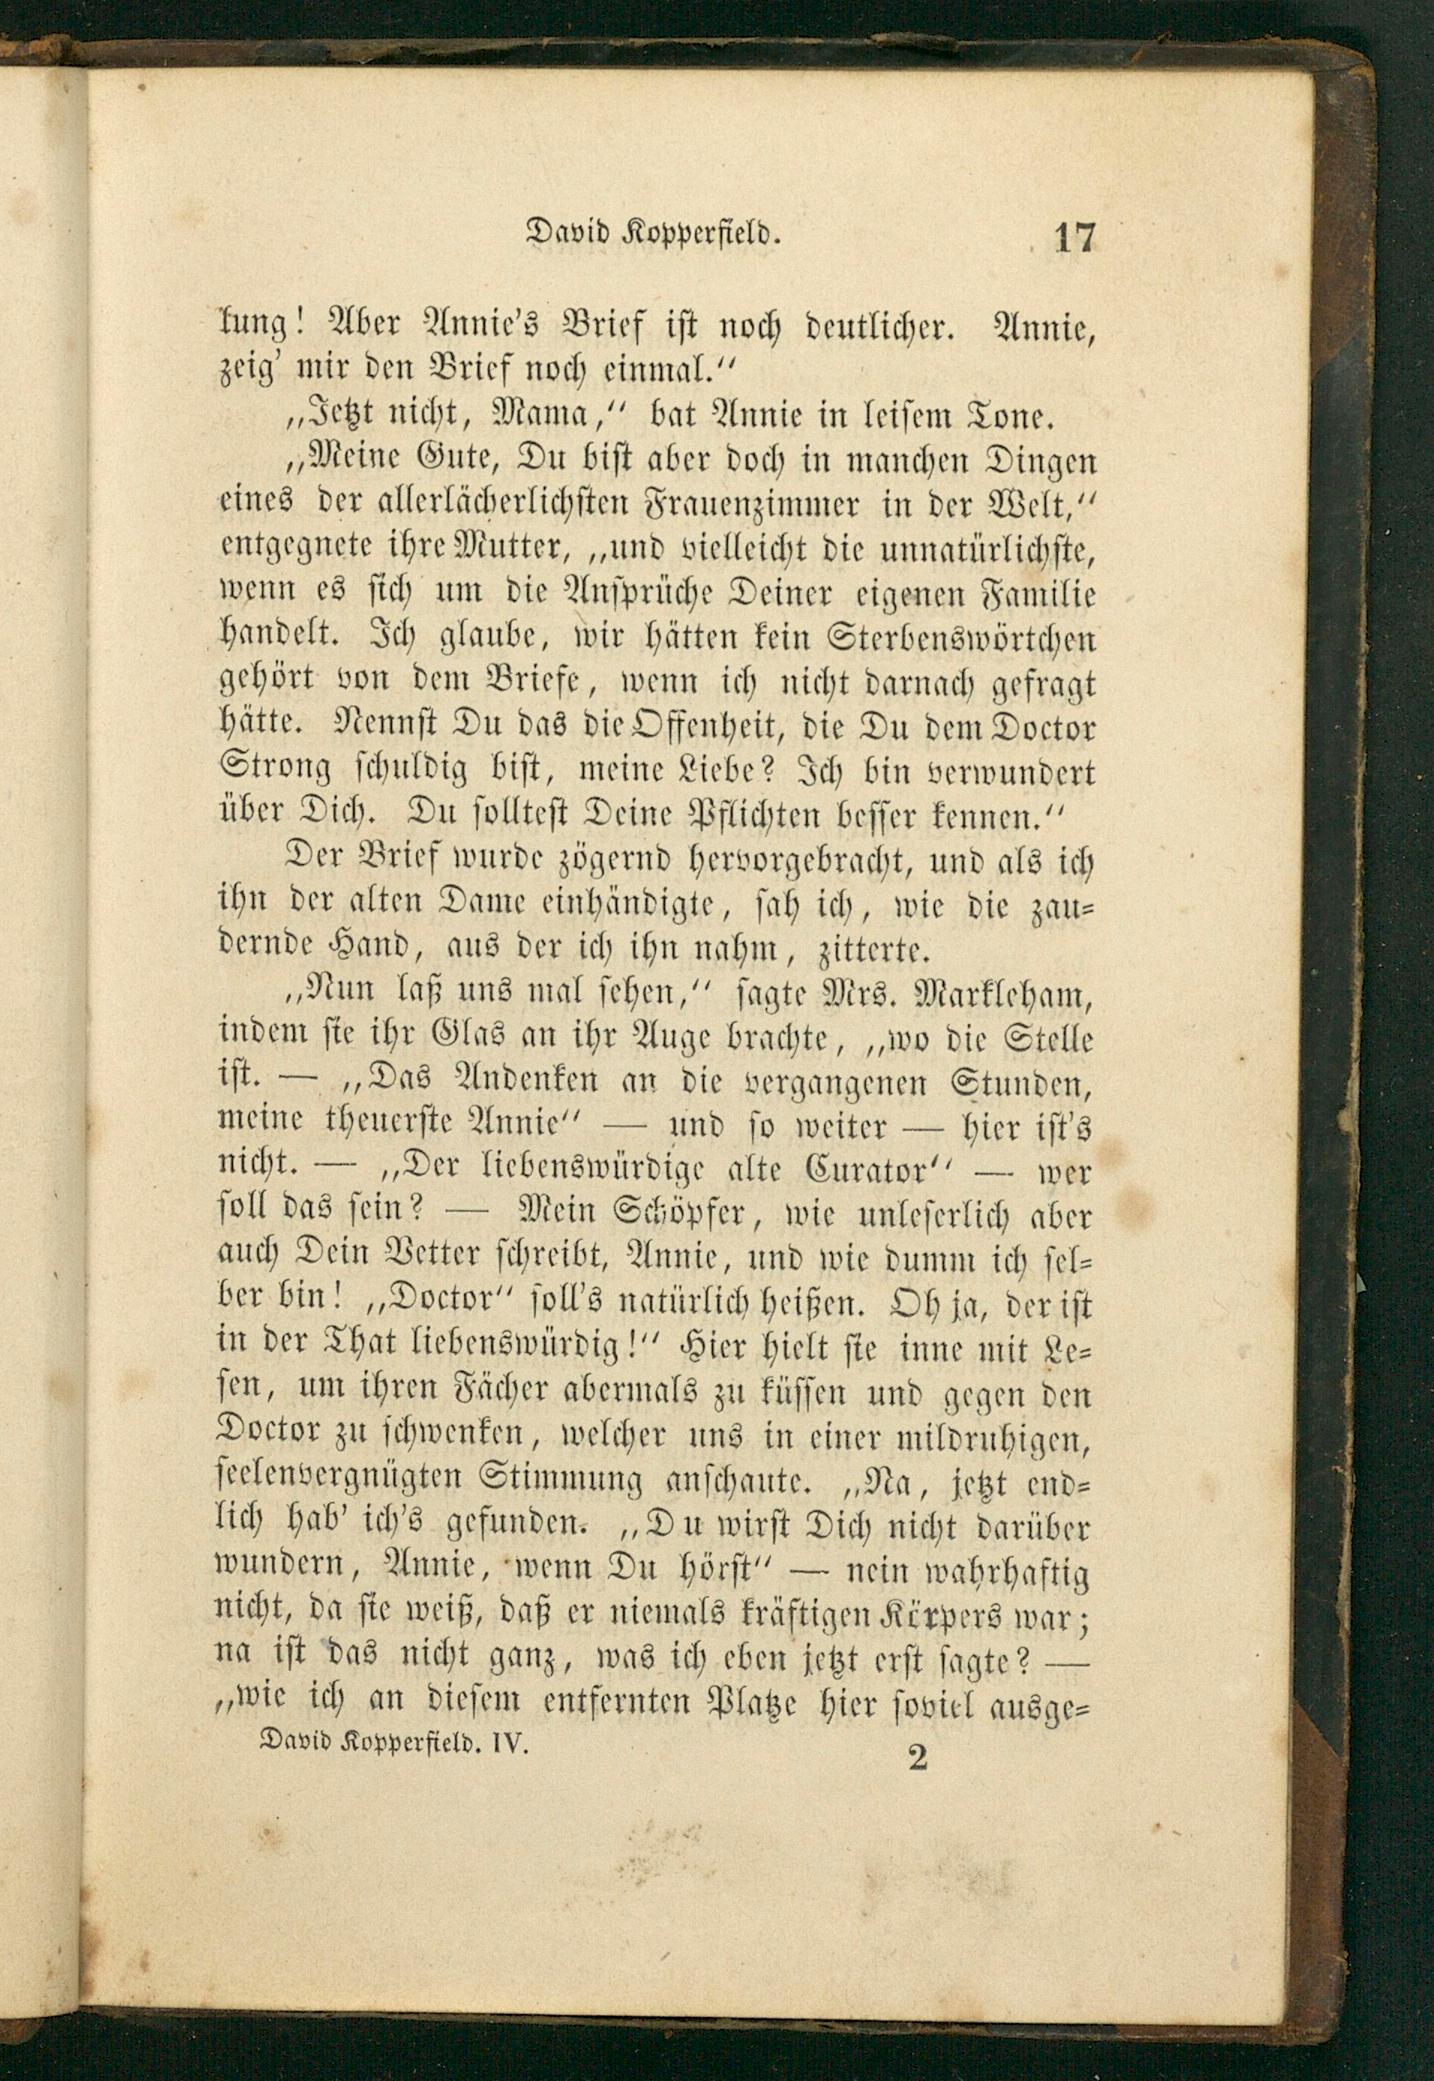 David Kopperfield. 17
kung! Aber Annie's Brief ist noch deutlicher. Annie,
zeig' mir den Brief noch einmal.“
„Jetzt nicht, Mama,“ bat Annie in leisem Tone.
„Meine Gute, Du bist aber doch in manchen Dingen
eines der allerlächerlichsten Frauenzimmer in der Welt,“
entgegnete ihre Mutter, „und vielleicht die unnatürlichste,
wenn es sich um die Ansprüche Deiner eigenen Familie
handelt. Ich glaube, wir hätten kein Sterbenswörtchen
gehört von dem Briefe, wenn ich nicht darnach gefragt
hätte. Nennst Du das die Offenheit, die Du dem Doctor
Strong schuldig bist, meine Liebe? Ich bin verwundert
über Dich. Du solltest Deine Pflichten besser kennen.“
Der Brief wurde zögernd hervorgebracht, und als ich
ihn der alten Dame einhändigte, sah ich, wie die zau-
dernde Hand, aus der ich ihn nahm, zitterte.
„Nun laß uns mal sehen,“ sagte Mrs. Markleham,
indem sie ihr Glas an ihr Auge brachte, „wo die Stelle
ist. — „Das Andenken an die vergangenen Stunden,
meine theuerste Annie“ — und so weiter — hier ist's
nicht. — „Der liebenswürdige alte Curator“ — wer
soll das sein? — Mein Schöpfer, wie unleserlich aber
auch Dein Vetter schreibt, Annie, und wie dumm ich sel-
ber bin! „Doctor“ soll's natürlich heißen. Oh ja, der ist
in der That liebenswürdig!“ Hier hielt sie inne mit Le-
sen, um ihren Fächer abermals zu küssen und gegen den
Doctor zu schwenken, welcher uns in einer mildruhigen,
seelenvergnügten Stimmung anschaute. „Na, jetzt end-
lich hab' ich's gefunden. „Du wirst Dich nicht darüber
wundern, Annie, wenn Du hörst“ — nein wahrhaftig
nicht, da sie weiß, daß er niemals kräftigen Körpers war;
na ist das nicht ganz, was ich eben jetzt erst sagte? —
„wie ich an diesem entfernten Platze hier soviel ausge-
David Kopperfield. IV. 2